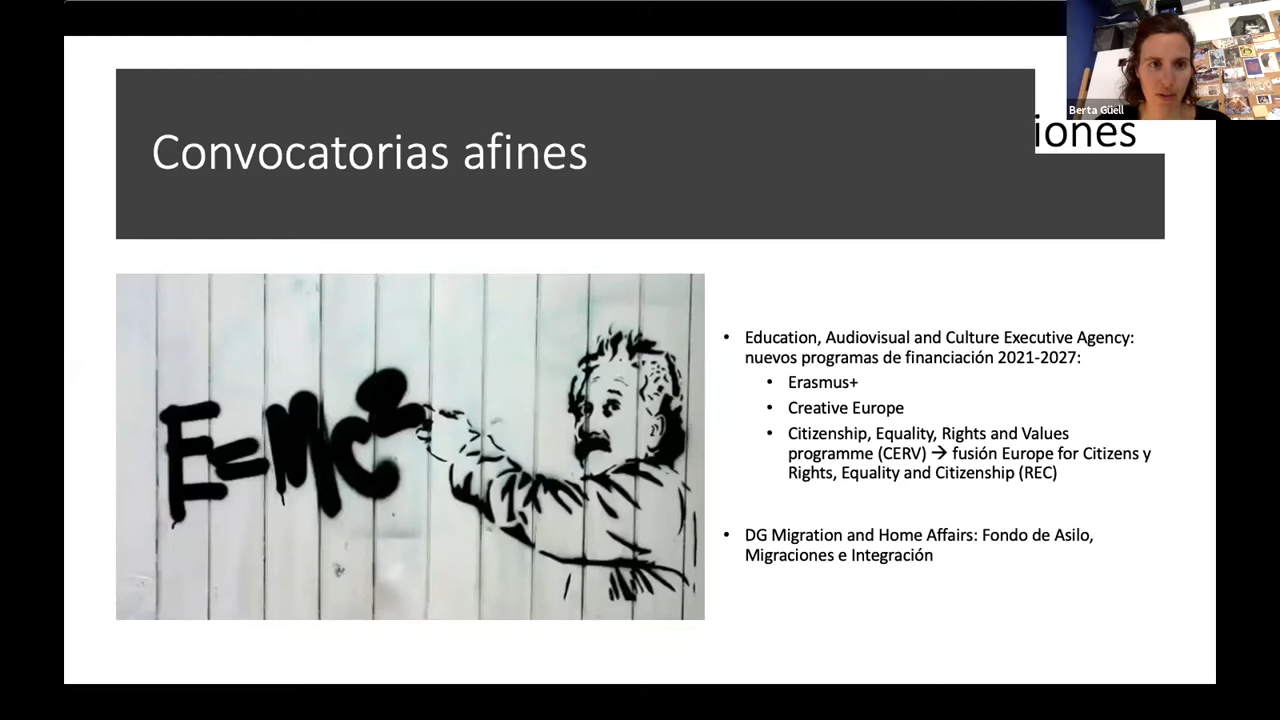 Berta Güell
iones
Convocatorias afines
E=MC²
• Education, Audiovisual and Culture Executive Agency:
nuevos programas de financiación 2021-2027:
• Erasmus+
• Creative Europe
• Citizenship, Equality, Rights and Values
programme (CERV) → fusión Europe for Citizens y
Rights, Equality and Citizenship (REC)
• DG Migration and Home Affairs: Fondo de Asilo,
Migraciones e Integración